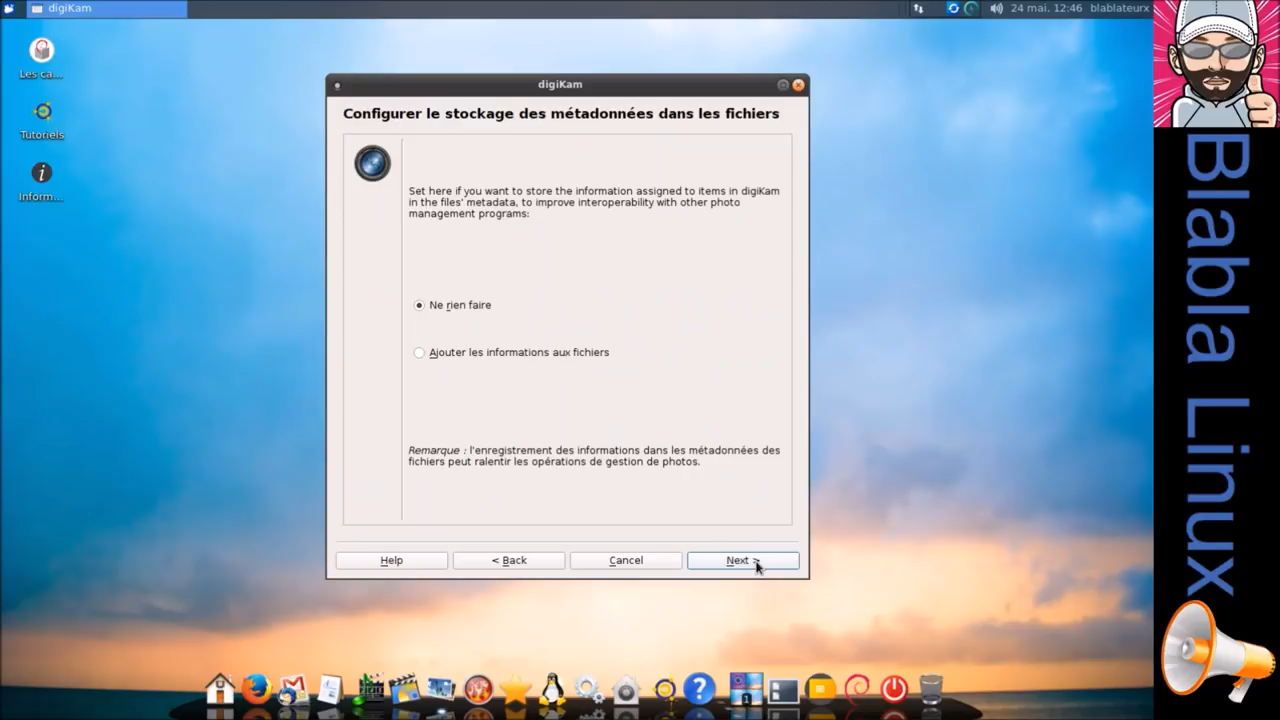 digiKam
24 mai. 12:46 blablateurx
Les ca...
Tutoriels
Inform...
digiKam
Configurer le stockage des métadonnées dans les fichiers
Set here if you want to store the information assigned to items in digiKam
in the files' metadata, to improve interoperability with other photo
management programs:
Ne rien faire
Ajouter les informations aux fichiers
Remarque : l'enregistrement des informations dans les métadonnées des
fichiers peut ralentir les opérations de gestion de photos.
Help
< Back
Cancel
Next >
Blabla Linux
1